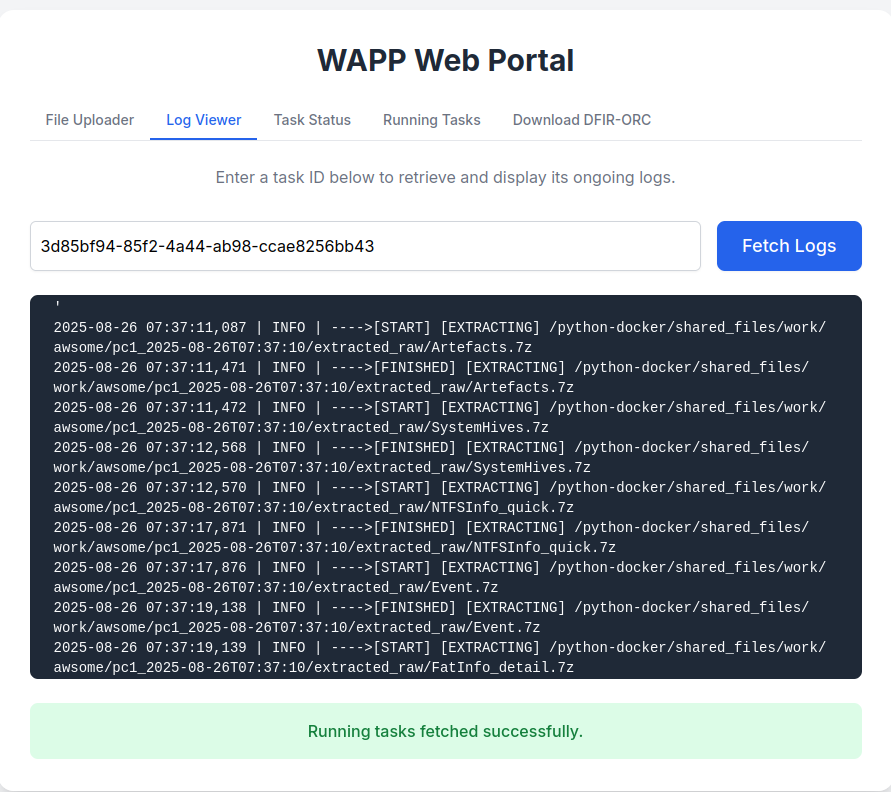 WAPP Web Portal
File Uploader Log Viewer Task Status Running Tasks Download DFIR-ORC
Enter a task ID below to retrieve and display its ongoing logs.
3d85bf94-85f2-4a44-ab98-ccae8256bb43 Fetch Logs
'
2025-08-26 07:37:11,087 | INFO | ---->[START] [EXTRACTING] /python-docker/shared_files/work/
awsome/pc1_2025-08-26T07:37:10/extracted_raw/Artefacts.7z
2025-08-26 07:37:11,471 | INFO | ---->[FINISHED] [EXTRACTING] /python-docker/shared_files/
work/awsome/pc1_2025-08-26T07:37:10/extracted_raw/Artefacts.7z
2025-08-26 07:37:11,472 | INFO | ---->[START] [EXTRACTING] /python-docker/shared_files/work/
awsome/pc1_2025-08-26T07:37:10/extracted_raw/SystemHives.7z
2025-08-26 07:37:12,568 | INFO | ---->[FINISHED] [EXTRACTING] /python-docker/shared_files/
work/awsome/pc1_2025-08-26T07:37:10/extracted_raw/SystemHives.7z
2025-08-26 07:37:12,570 | INFO | ---->[START] [EXTRACTING] /python-docker/shared_files/work/
awsome/pc1_2025-08-26T07:37:10/extracted_raw/NTFSInfo_quick.7z
2025-08-26 07:37:17,871 | INFO | ---->[FINISHED] [EXTRACTING] /python-docker/shared_files/
work/awsome/pc1_2025-08-26T07:37:10/extracted_raw/NTFSInfo_quick.7z
2025-08-26 07:37:17,876 | INFO | ---->[START] [EXTRACTING] /python-docker/shared_files/work/
awsome/pc1_2025-08-26T07:37:10/extracted_raw/Event.7z
2025-08-26 07:37:19,138 | INFO | ---->[FINISHED] [EXTRACTING] /python-docker/shared_files/
work/awsome/pc1_2025-08-26T07:37:10/extracted_raw/Event.7z
2025-08-26 07:37:19,139 | INFO | ---->[START] [EXTRACTING] /python-docker/shared_files/work/
awsome/pc1_2025-08-26T07:37:10/extracted_raw/FatInfo_detail.7z
Running tasks fetched successfully.